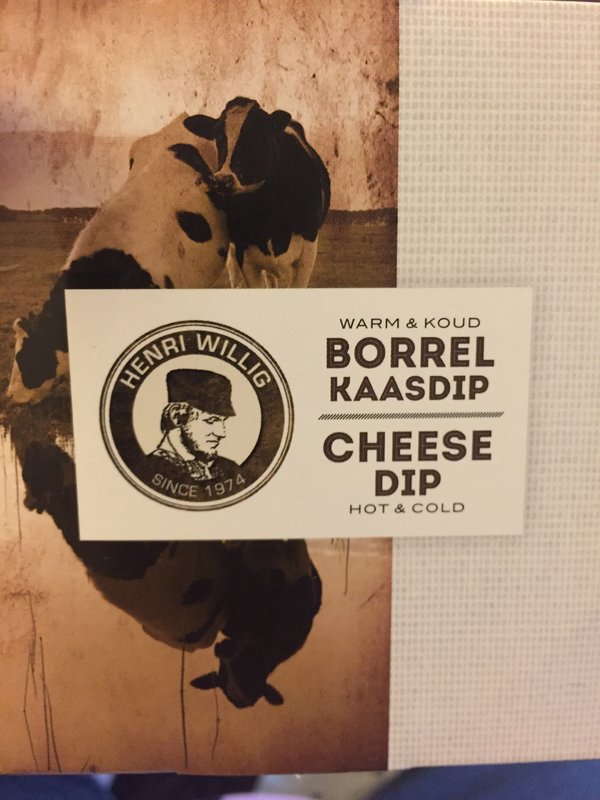 HENRI WILLIG
SINCE 1974
WARM & KOUD
BORREL
KAASDIP
CHEESE
DIP
HOT & COLD